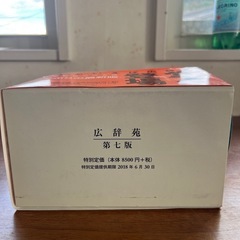 広辞苑
第七版
特別定価（本体 8500 円＋税）
特別定価提供期限 2018 年 6 月 30 日